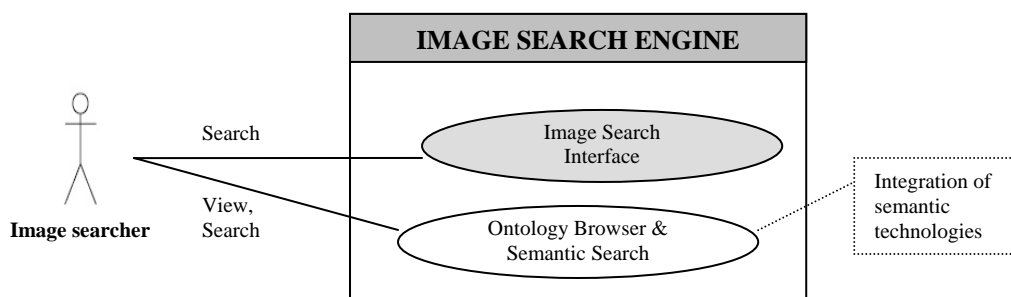 IMAGE SEARCH ENGINE
Search
Image Search
Interface
View,
Search
Image searcher
Ontology Browser &
Semantic Search
Integration of
semantic
technologies